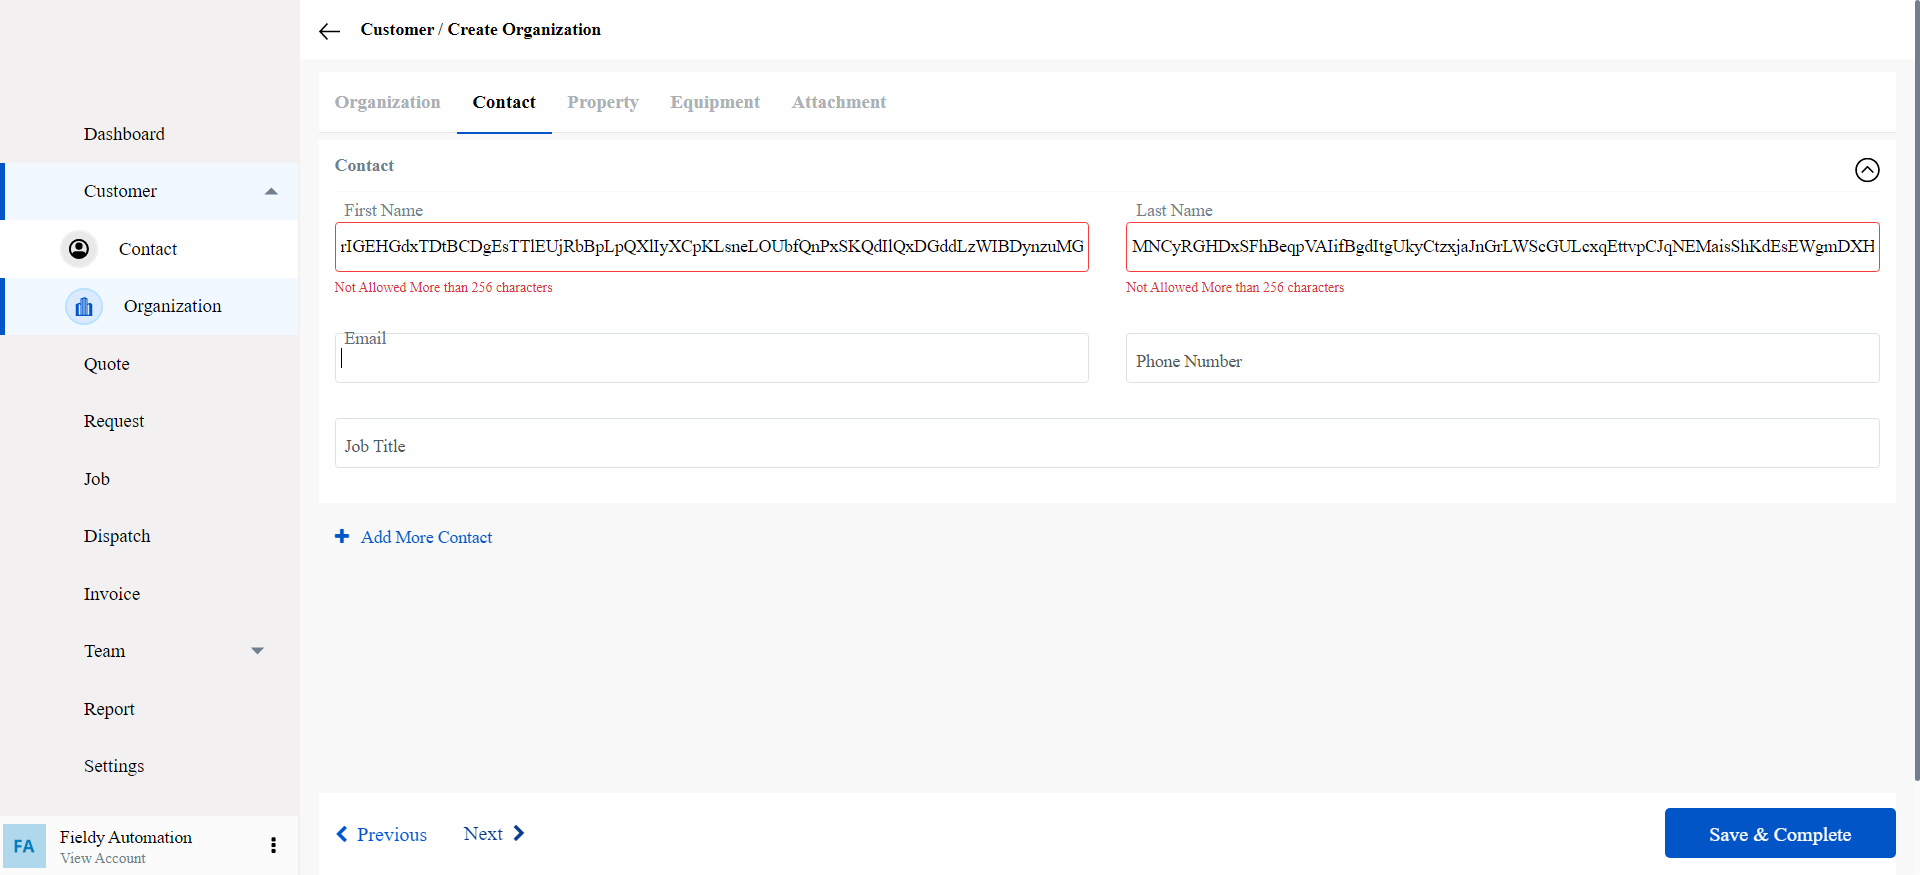 Customer / Create Organization
Organization Contact Property Equipment Attachment
Dashboard
Customer
Contact
Organization
Quote
Request
Job
Dispatch
Invoice
Team
Report
Settings
FA
Fieldy Automation
View Account
Contact
First Name
rIGEHGdxTDtBCDgEsTTlEUjRbBpLpQXlIyXCpKLsneLOUbfQnPxSKQdIlQxDGddLzWIBDynzuMG
Not Allowed More than 256 characters
Last Name
MNCyRGHDxSFhBeqpVAIifBgdItgUkyCtzxjaJnGrLWScGULcxqEttvpCJqNEMaisShKdEsEWgmDXH
Not Allowed More than 256 characters
Email
Phone Number
Job Title
Add More Contact
Previous
Next
Save & Complete